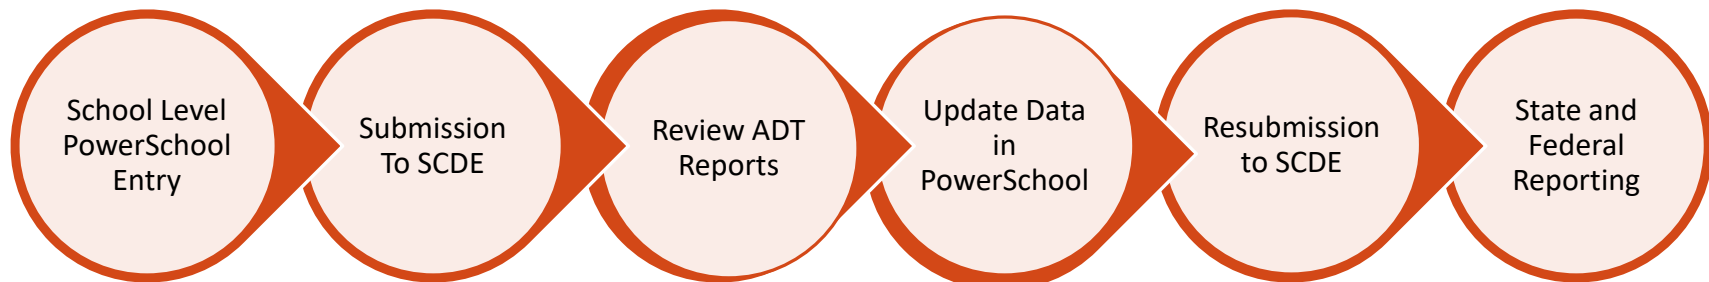 School Level
PowerSchool
Entry
Submission
To SCDE
Review ADT
Reports
Update Data
in
PowerSchool
Resubmission
to SCDE
State and
Federal
Reporting